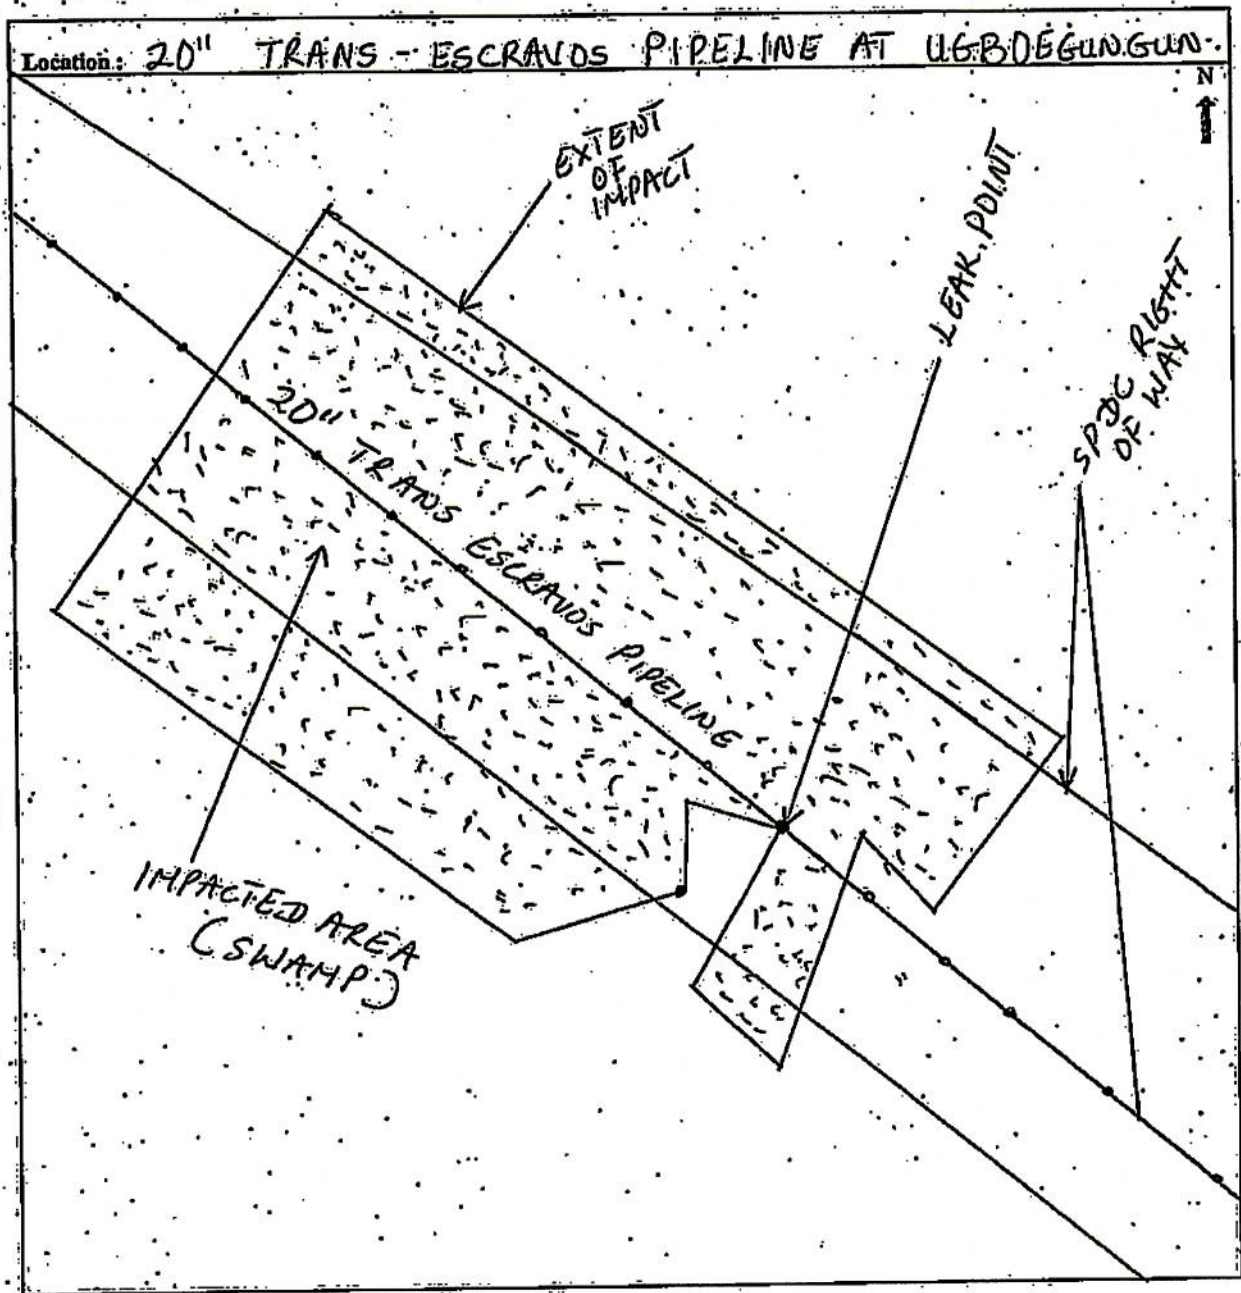 Location: 20" TRANS - ESCRAVOS PIPELINE AT UGBOEGUNGUN.
N
EXTENT
OF
IMPACT
LEAK POINT
SPDC RIGHT
OF WAY
20" TRANS ESCRAVOS PIPELINE
IMPACTED AREA
(SWAMP)